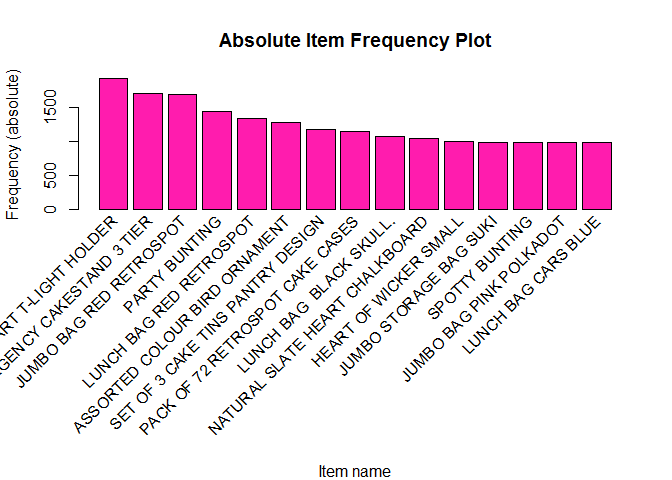 Absolute Item Frequency Plot
Frequency (absolute)
1500
500
0
T-LIGHT HOLDER
CAKESTAND 3 TIER
JUMBO BAG RED RETROSPOT
PARTY BUNTING
LUNCH BAG RED RETROSPOT
ASSORTED COLOUR BIRD ORNAMENT
SET OF 3 CAKE TINS PANTRY DESIGN
PACK OF 72 RETROSPOT CAKE CASES
LUNCH BAG BLACK SKULL.
NATURAL SLATE HEART CHALKBOARD
HEART OF WICKER SMALL
JUMBO STORAGE BAG SUKI
SPOTTY BUNTING
JUMBO BAG PINK POLKADOT
LUNCH BAG CARS BLUE
Item name